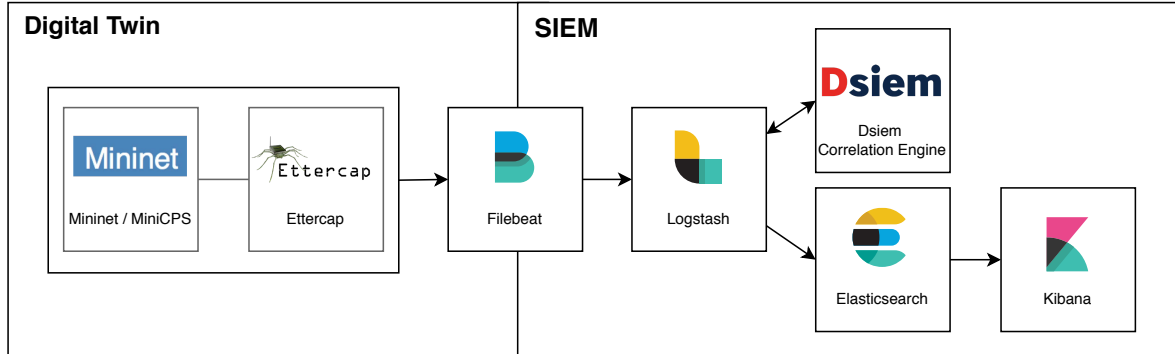 Digital Twin
SIEM
Mininet
Mininet / MiniCPS
Ettercap
Ettercap
Filebeat
Logstash
Dsiem
Dsiem
Correlation Engine
Elasticsearch
Kibana